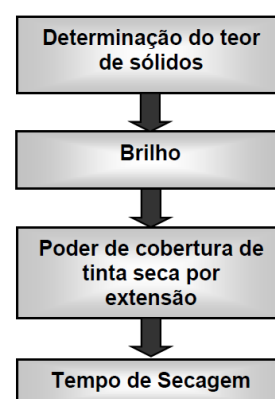 Determinação do teor
de sólidos
Brilho
Poder de cobertura de
tinta seca por
extensão
Tempo de Secagem